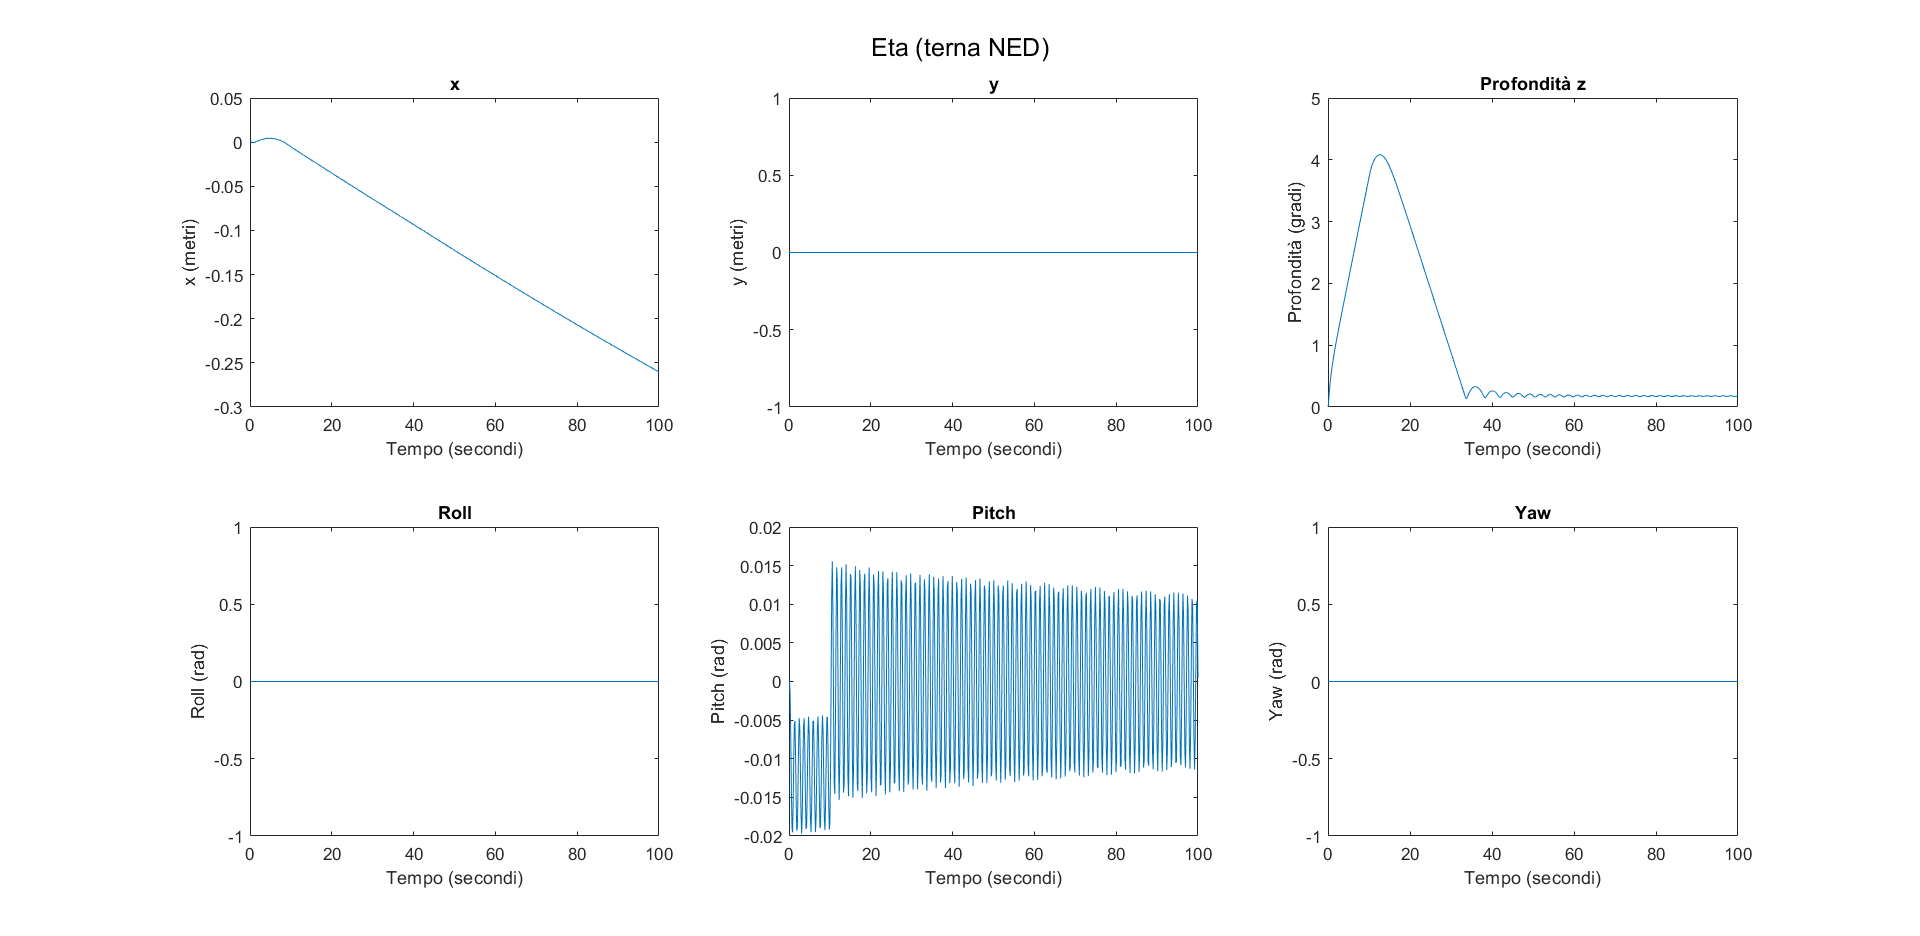 Eta (terna NED)
x
0.05
0
-0.05
-0.1
-0.15
-0.2
-0.25
-0.3
x (metri)
0 20 40 60 80 100
Tempo (secondi)
y
1
0.5
0
-0.5
-1
y (metri)
0 20 40 60 80 100
Tempo (secondi)
Profondità z
5
4
3
2
1
0
Profondità (gradi)
0 20 40 60 80 100
Tempo (secondi)
Roll
1
0.5
0
-0.5
-1
Roll (rad)
0 20 40 60 80 100
Tempo (secondi)
Pitch
0.02
0.015
0.01
0.005
0
-0.005
-0.01
-0.015
-0.02
Pitch (rad)
0 20 40 60 80 100
Tempo (secondi)
Yaw
1
0.5
0
-0.5
-1
Yaw (rad)
0 20 40 60 80 100
Tempo (secondi)